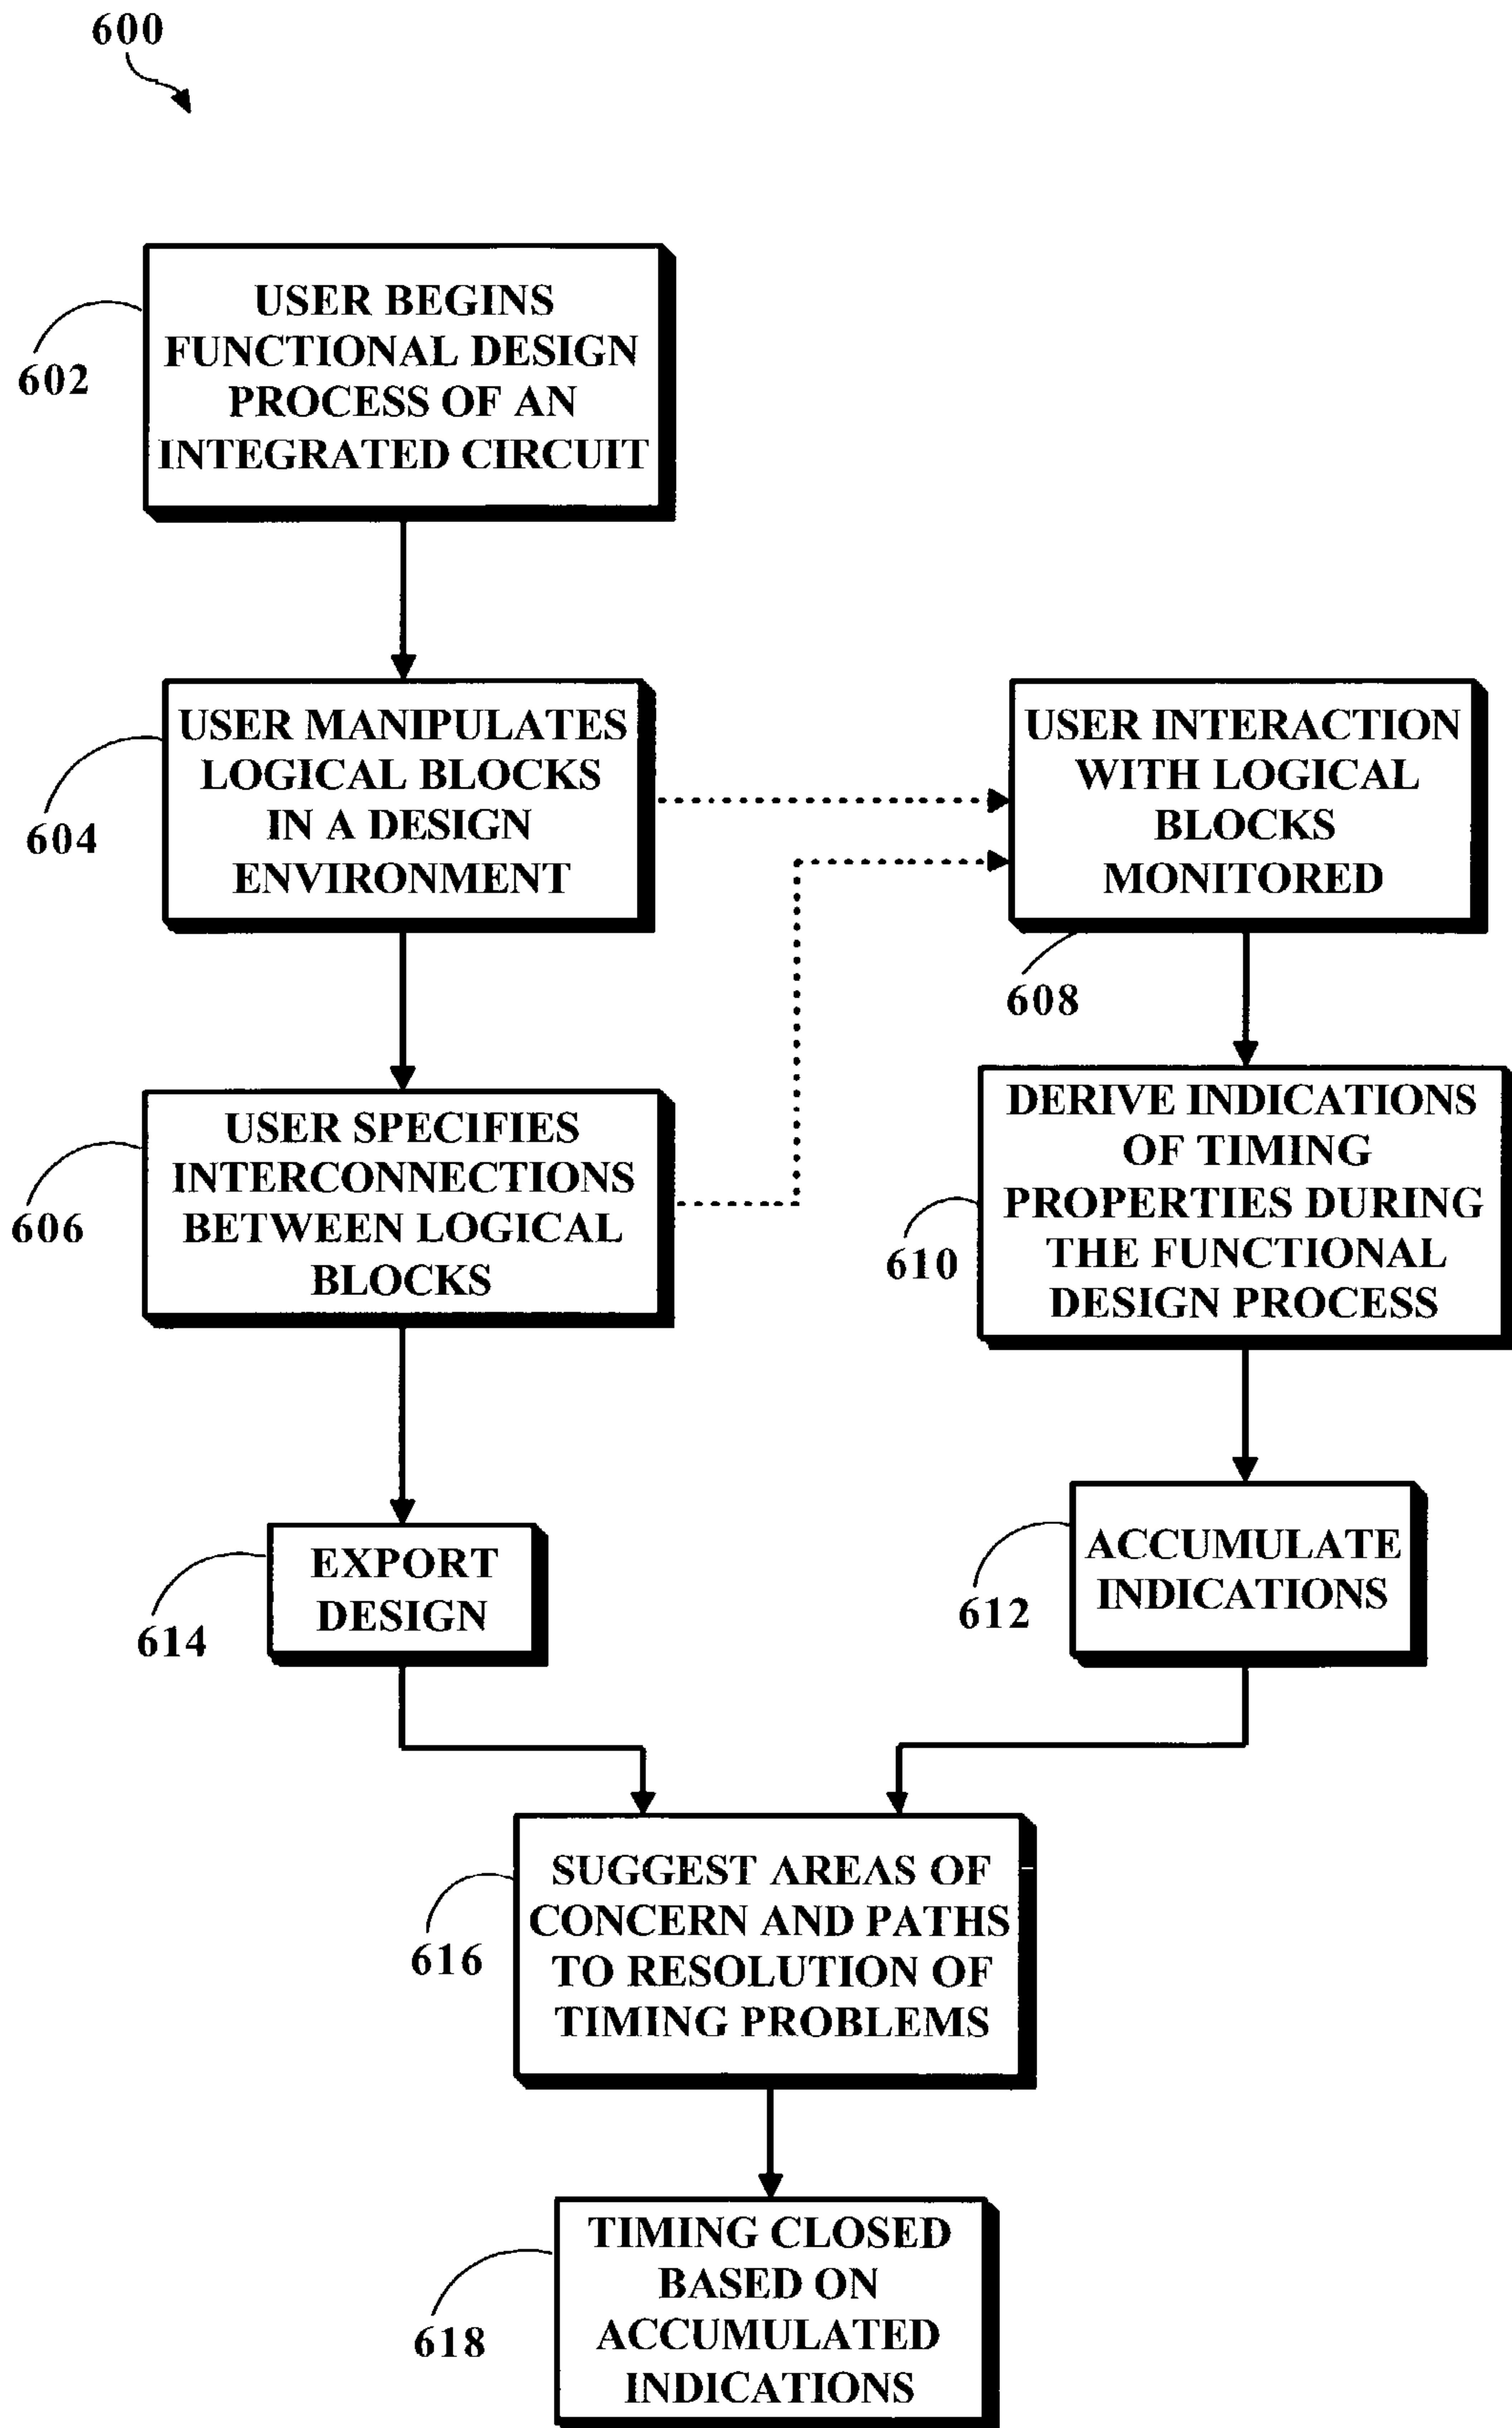 600
USER BEGINS
FUNCTIONAL DESIGN
PROCESS OF AN
INTEGRATED CIRCUIT
602
USER MANIPULATES
LOGICAL BLOCKS
IN A DESIGN
ENVIRONMENT
604
USER INTERACTION
WITH LOGICAL
BLOCKS
MONITORED
608
USER SPECIFIES
INTERCONNECTIONS
BETWEEN LOGICAL
BLOCKS
606
DERIVE INDICATIONS
OF TIMING
PROPERTIES DURING
THE FUNCTIONAL
DESIGN PROCESS
610
EXPORT
DESIGN
614
ACCUMULATE
INDICATIONS
612
SUGGEST AREAS OF
CONCERN AND PATHS
TO RESOLUTION OF
TIMING PROBLEMS
616
TIMING CLOSED
BASED ON
ACCUMULATED
INDICATIONS
618